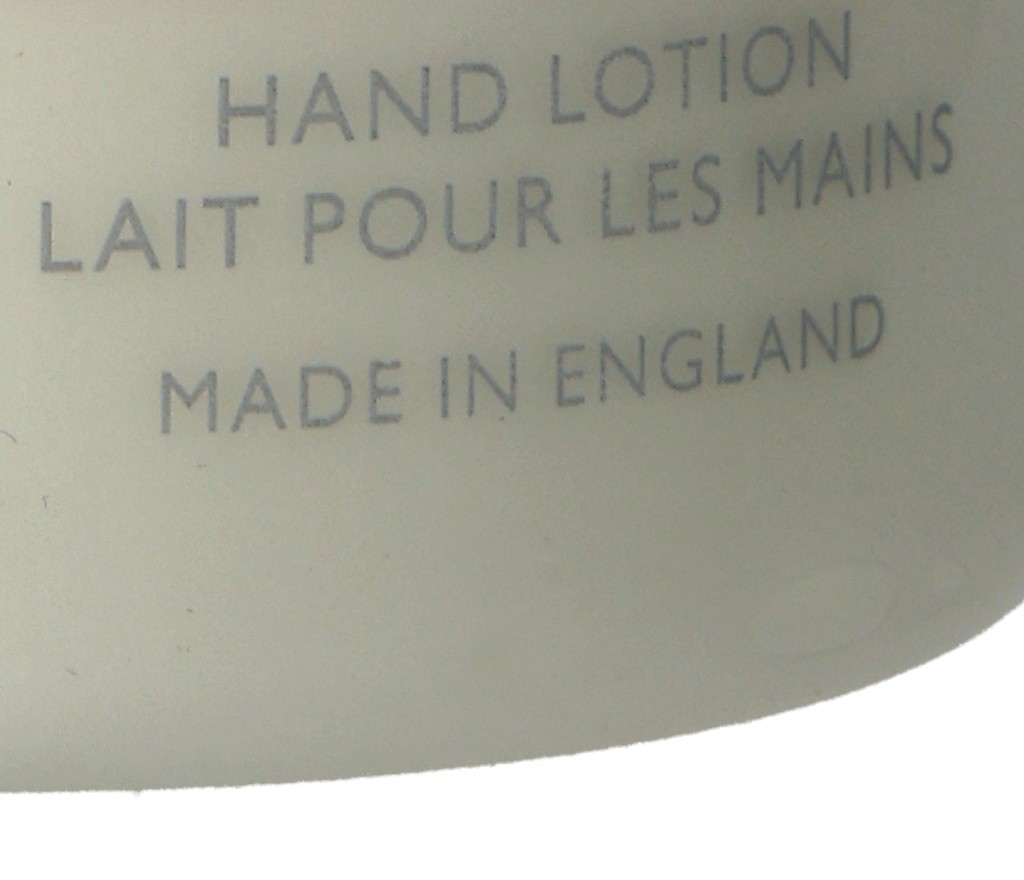 HAND LOTION
LAIT POUR LES MAINS
MADE IN ENGLAND